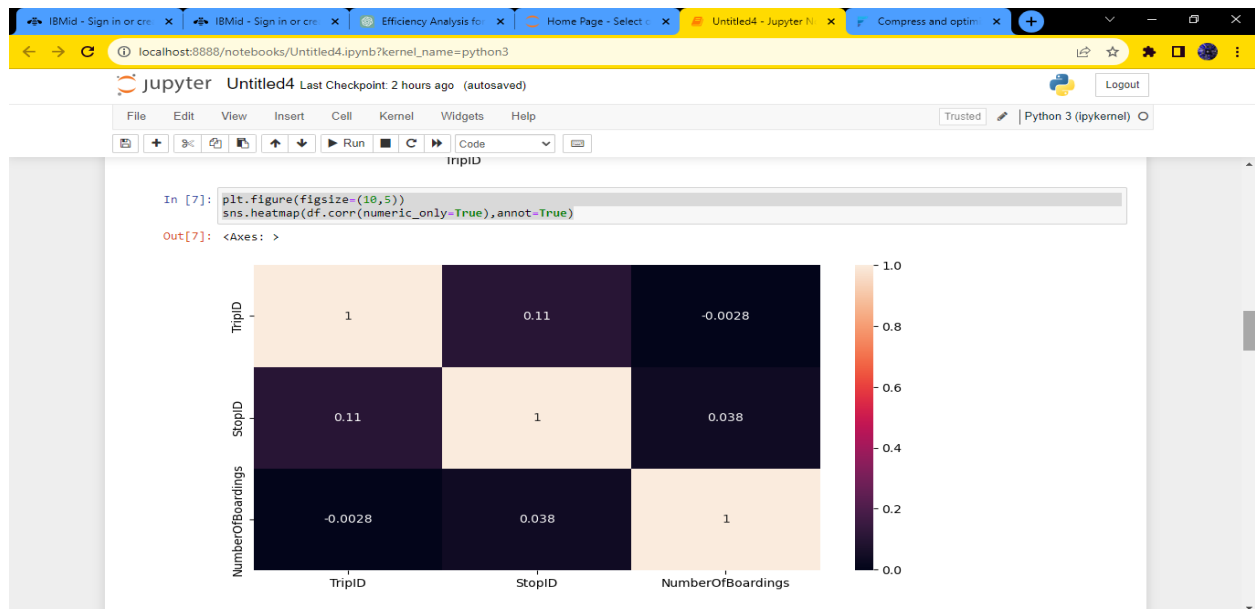 IBMid - Sign in or cre
IBMid - Sign in or cre
Efficiency Analysis for
Home Page - Select o
Untitled4 - Jupyter N
Compress and optimi
localhost:8888/notebooks/Untitled4.ipynb?kernel_name=python3
jupyter Untitled4 Last Checkpoint: 2 hours ago (autosaved)
Logout
File Edit View Insert Cell Kernel Widgets Help
Trusted
Python 3 (ipykernel)
Run
Code
TripID
In [7]: plt.figure(figsize=(10,5))
sns.heatmap(df.corr(numeric_only=True),annot=True)
Out[7]: <Axes: >
TripID
1 0.11 -0.0028
StopID
0.11 1 0.038
NumberOfBoardings
-0.0028 0.038 1
TripID StopID NumberOfBoardings
1.0
0.8
0.6
0.4
0.2
0.0